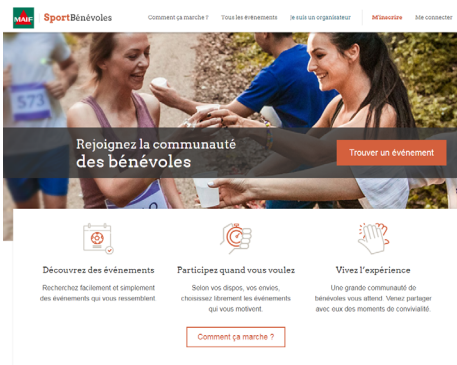 MAIF SportBénévoles Comment ça marche ? Tous les événements Je suis un organisateur M'inscrire Me connecter
573
Rejoignez la communauté
des bénévoles
Trouver un événement
Découvrez des événements
Recherchez facilement et simplement
des événements qui vous ressemblent
Participez quand vous voulez
Selon vos dispos, vos envies,
choisissez librement les événements
qui vous motivent.
Vivez l'expérience
Une grande communauté de
bénévoles vous attend. Venez partager
avec eux des moments de convivialité.
Comment ça marche ?